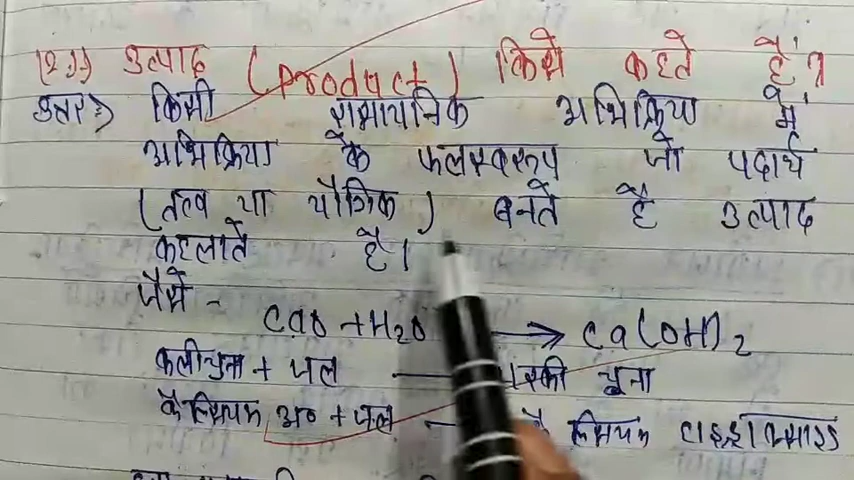 उत्पाद (product) किसे कहते हैं?
उत्तर⇒ किसी रासायनिक अभिक्रिया में
अभिक्रिया के फलस्वरूप जो पदार्थ
(तत्व या यौगिक) बनते है उत्पाद
कहलाते है।
जैसे -
CaO + H2O → Ca(OH)2
कलीचुना + जल चुना
कैल्सियम + जल